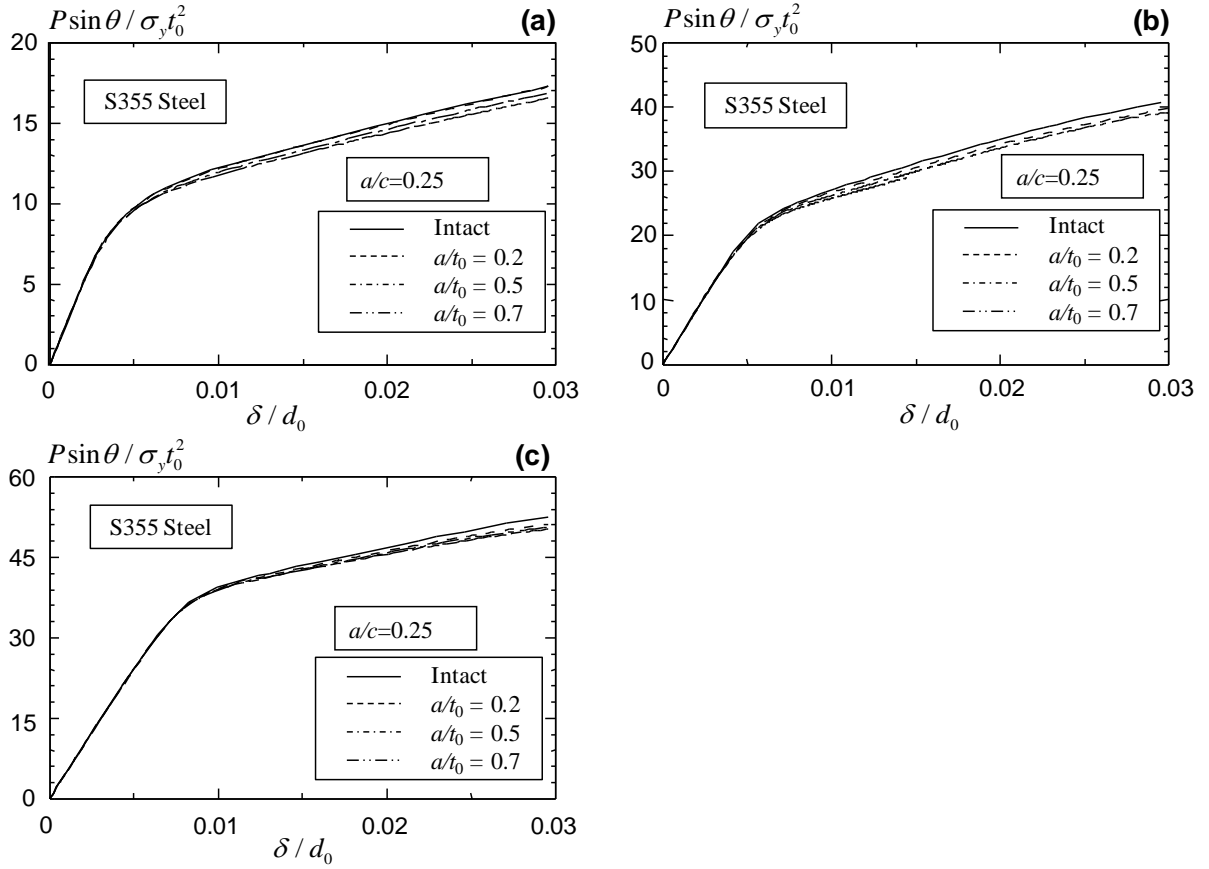 P sin θ / σ_y t_0^2 (a)
20
S355 Steel
15
a/c=0.25
10
Intact
a/t_0 = 0.2
5
a/t_0 = 0.5
a/t_0 = 0.7
0
0 0.01 0.02 0.03
δ / d_0
P sin θ / σ_y t_0^2 (b)
50
S355 Steel
40
30
a/c=0.25
Intact
20
a/t_0 = 0.2
a/t_0 = 0.5
10
a/t_0 = 0.7
0
0 0.01 0.02 0.03
δ / d_0
P sin θ / σ_y t_0^2 (c)
60
S355 Steel
45
a/c=0.25
30
Intact
a/t_0 = 0.2
15
a/t_0 = 0.5
a/t_0 = 0.7
0
0 0.01 0.02 0.03
δ / d_0